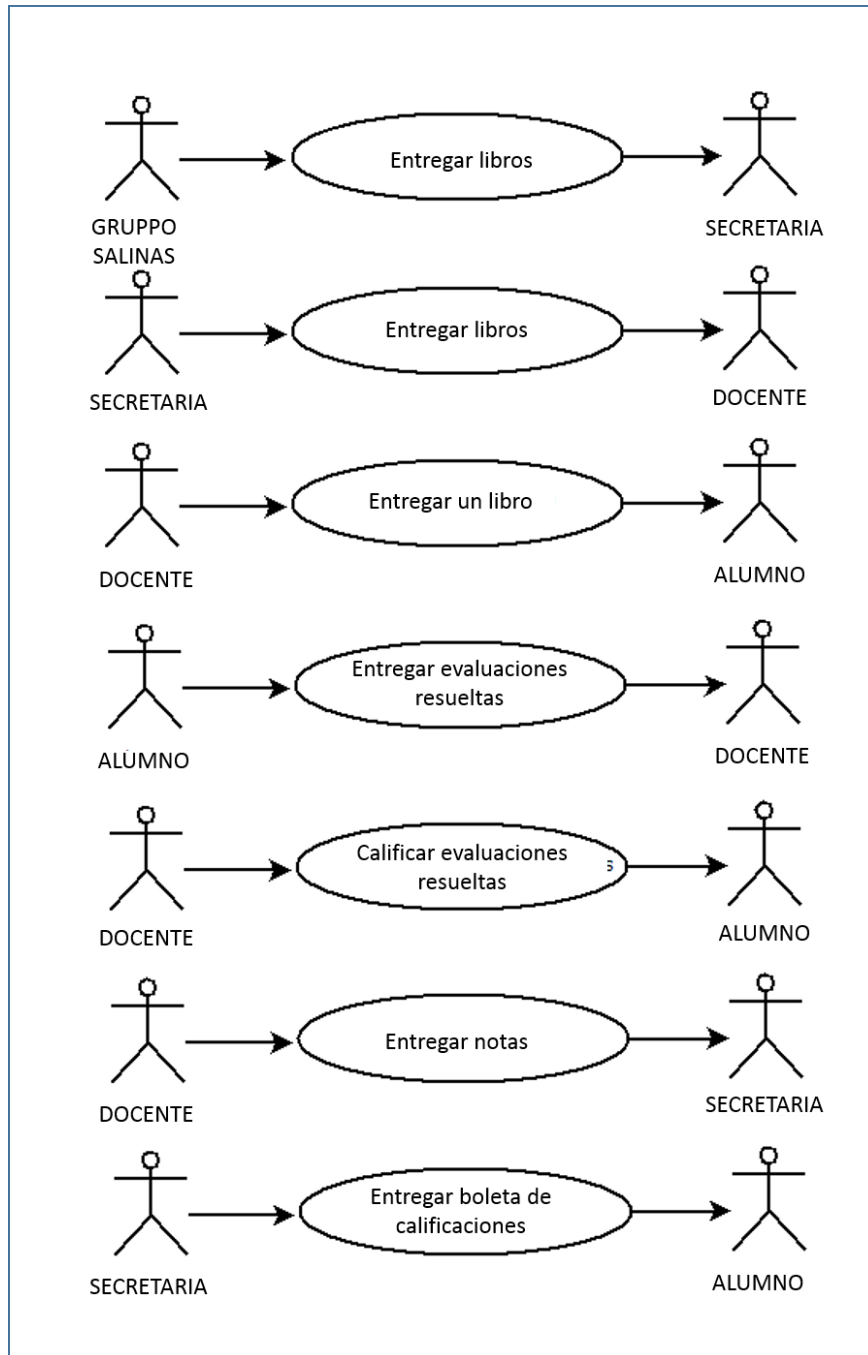 Entregar libros
GRUPPO
SALINAS
SECRETARIA
Entregar libros
SECRETARIA
DOCENTE
Entregar un libro
DOCENTE
ALUMNO
Entregar evaluaciones
resueltas
ALUMNO
DOCENTE
Calificar evaluaciones
resueltas
s
DOCENTE
ALUMNO
Entregar notas
DOCENTE
SECRETARIA
Entregar boleta de
calificaciones
SECRETARIA
ALUMNO